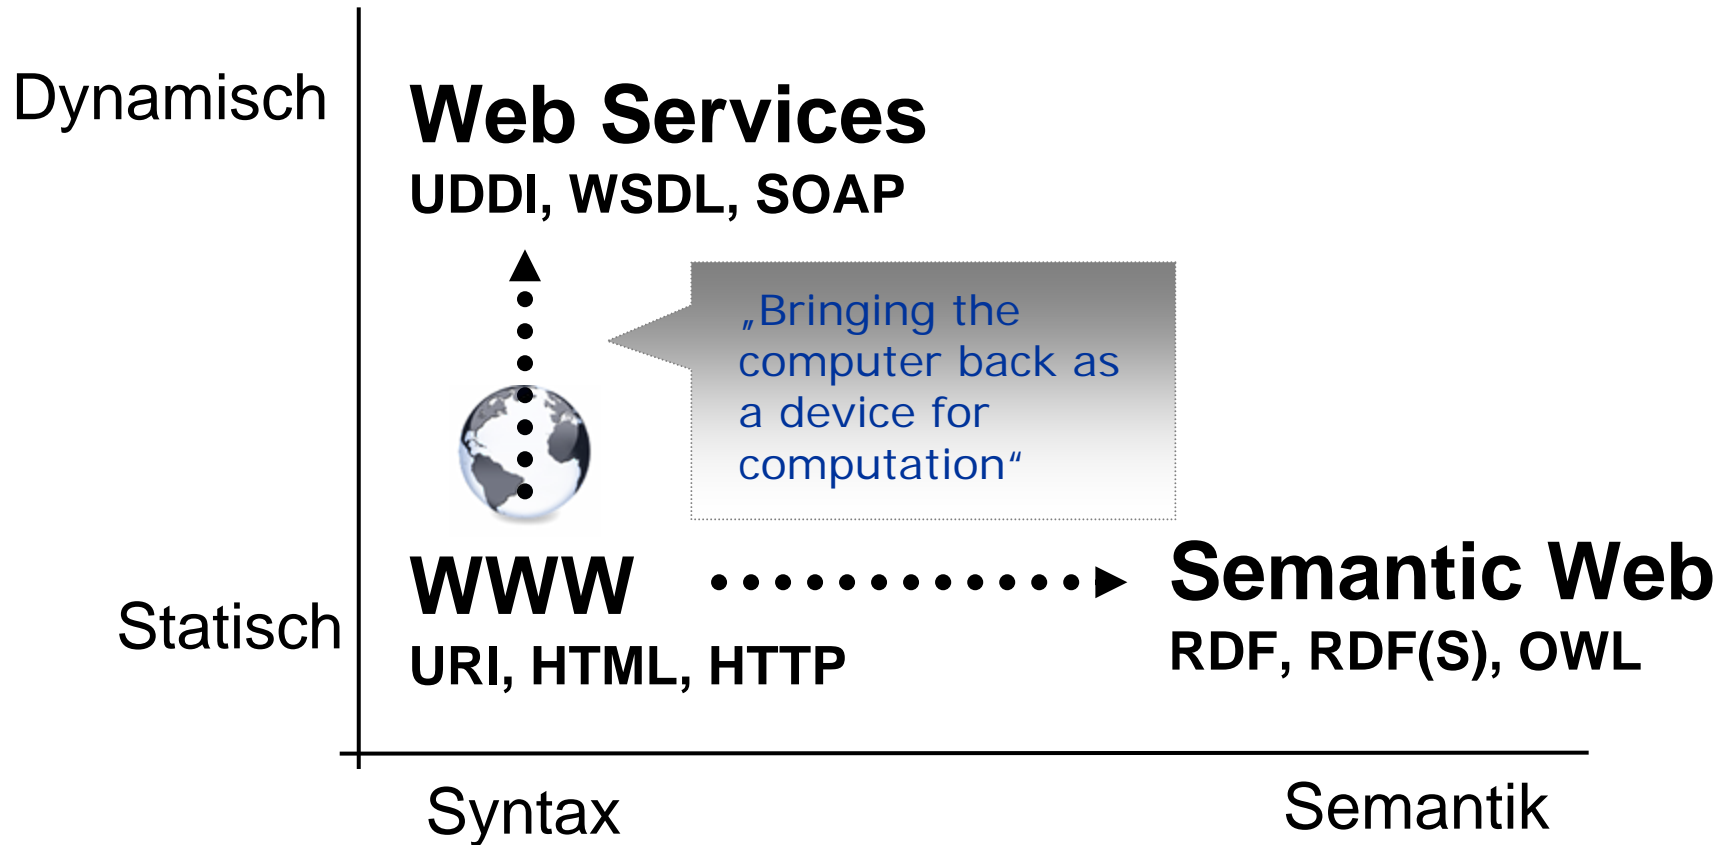 Dynamisch
Web Services
UDDI, WSDL, SOAP
„Bringing the
computer back as
a device for
computation“
WWW
Semantic Web
Statisch
URI, HTML, HTTP
RDF, RDF(S), OWL
Syntax
Semantik